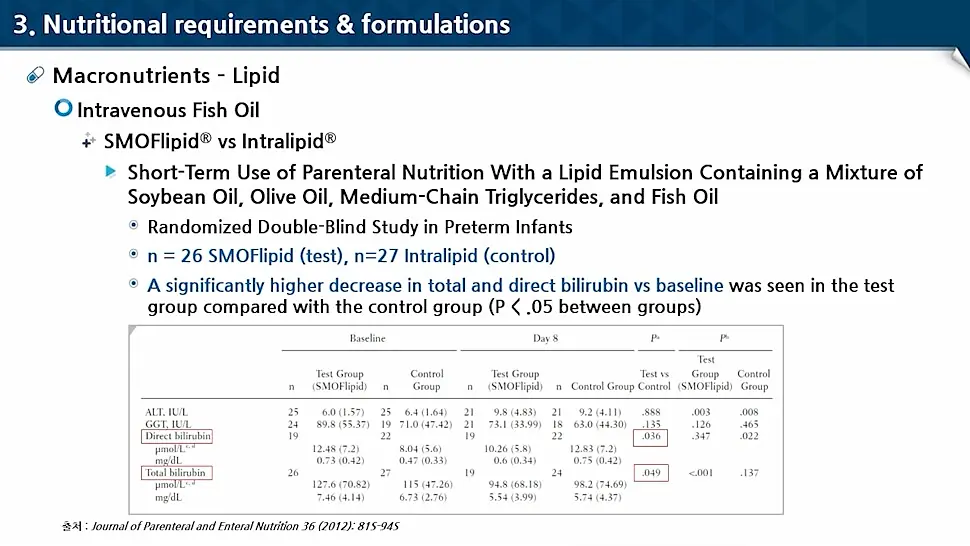 3. Nutritional requirements & formulations
Macronutrients - Lipid
Intravenous Fish Oil
SMOFlipid® vs Intralipid®
Short-Term Use of Parenteral Nutrition With a Lipid Emulsion Containing a Mixture of
Soybean Oil, Olive Oil, Medium-Chain Triglycerides, and Fish Oil
Randomized Double-Blind Study in Preterm Infants
n = 26 SMOFlipid (test), n=27 Intralipid (control)
A significantly higher decrease in total and direct bilirubin vs baseline was seen in the test
group compared with the control group (P < .05 between groups)
Baseline Day 8 Pᵃ Pᵇ
Test
Test Group Control Test Group Test vs Group Control
n (SMOFlipid) n Group n (SMOFlipid) n Control Group Control (SMOFlipid) Group
ALT, IU/L 25 6.0 (1.57) 25 6.4 (1.64) 21 9.8 (4.83) 21 9.2 (4.11) .888 .003 .008
GGT, IU/L 24 89.8 (55.37) 19 71.0 (47.42) 21 73.1 (33.99) 18 63.0 (44.30) .135 .126 .465
Direct bilirubin 19 22 19 22 .036 .347 .022
µmol/Lᶜ,ᵈ 12.48 (7.2) 8.04 (5.6) 10.26 (5.8) 12.83 (7.2)
mg/dL 0.73 (0.42) 0.47 (0.33) 0.6 (0.34) 0.75 (0.42)
Total bilirubin 26 27 19 24 .049 <.001 .137
µmol/Lᶜ,ᵈ 127.6 (70.82) 115 (47.26) 94.8 (68.18) 98.2 (74.69)
mg/dL 7.46 (4.14) 6.73 (2.76) 5.54 (3.99) 5.74 (4.37)
출처 : Journal of Parenteral and Enteral Nutrition 36 (2012): 81S-94S